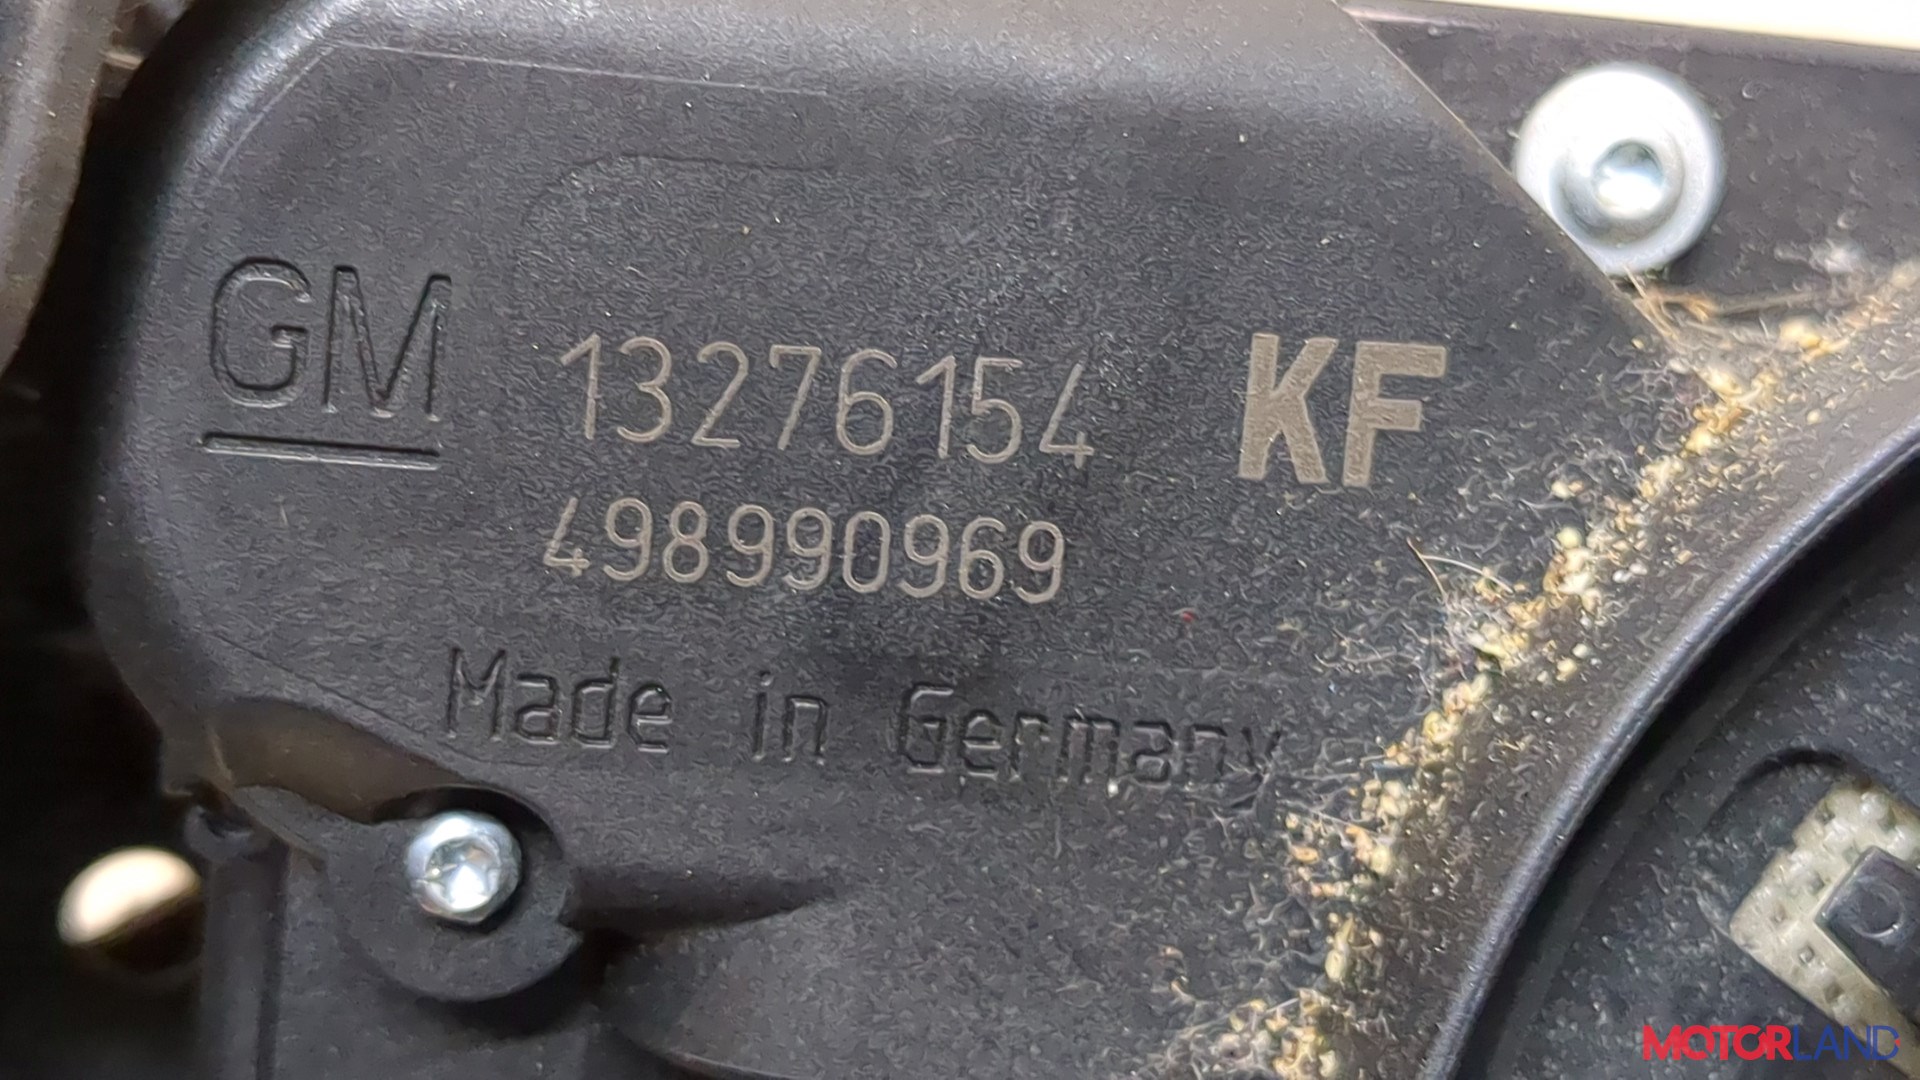 GM
13276154 KF
498990969
Made in Germany
MOTORLAND